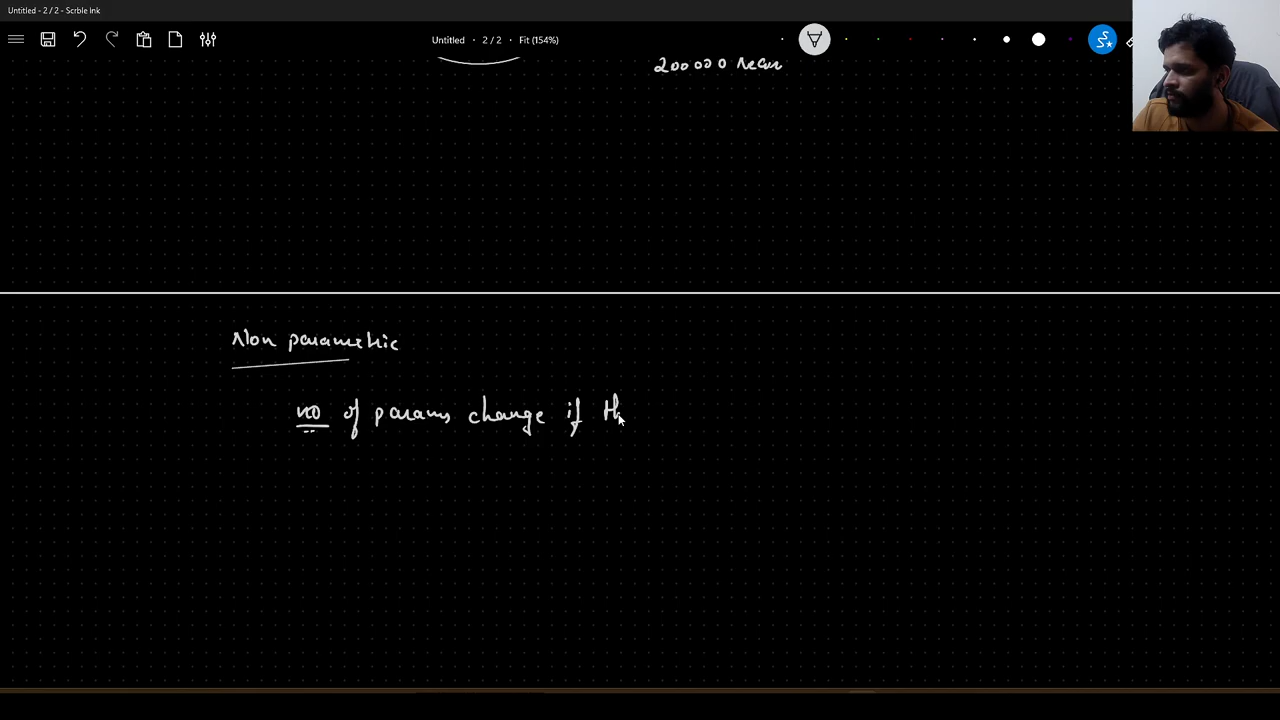 Untitled - 2 / 2 - Scrble Ink
Untitled · 2 / 2 · Fit (154%)
200000
Non parametric
no of params change if th